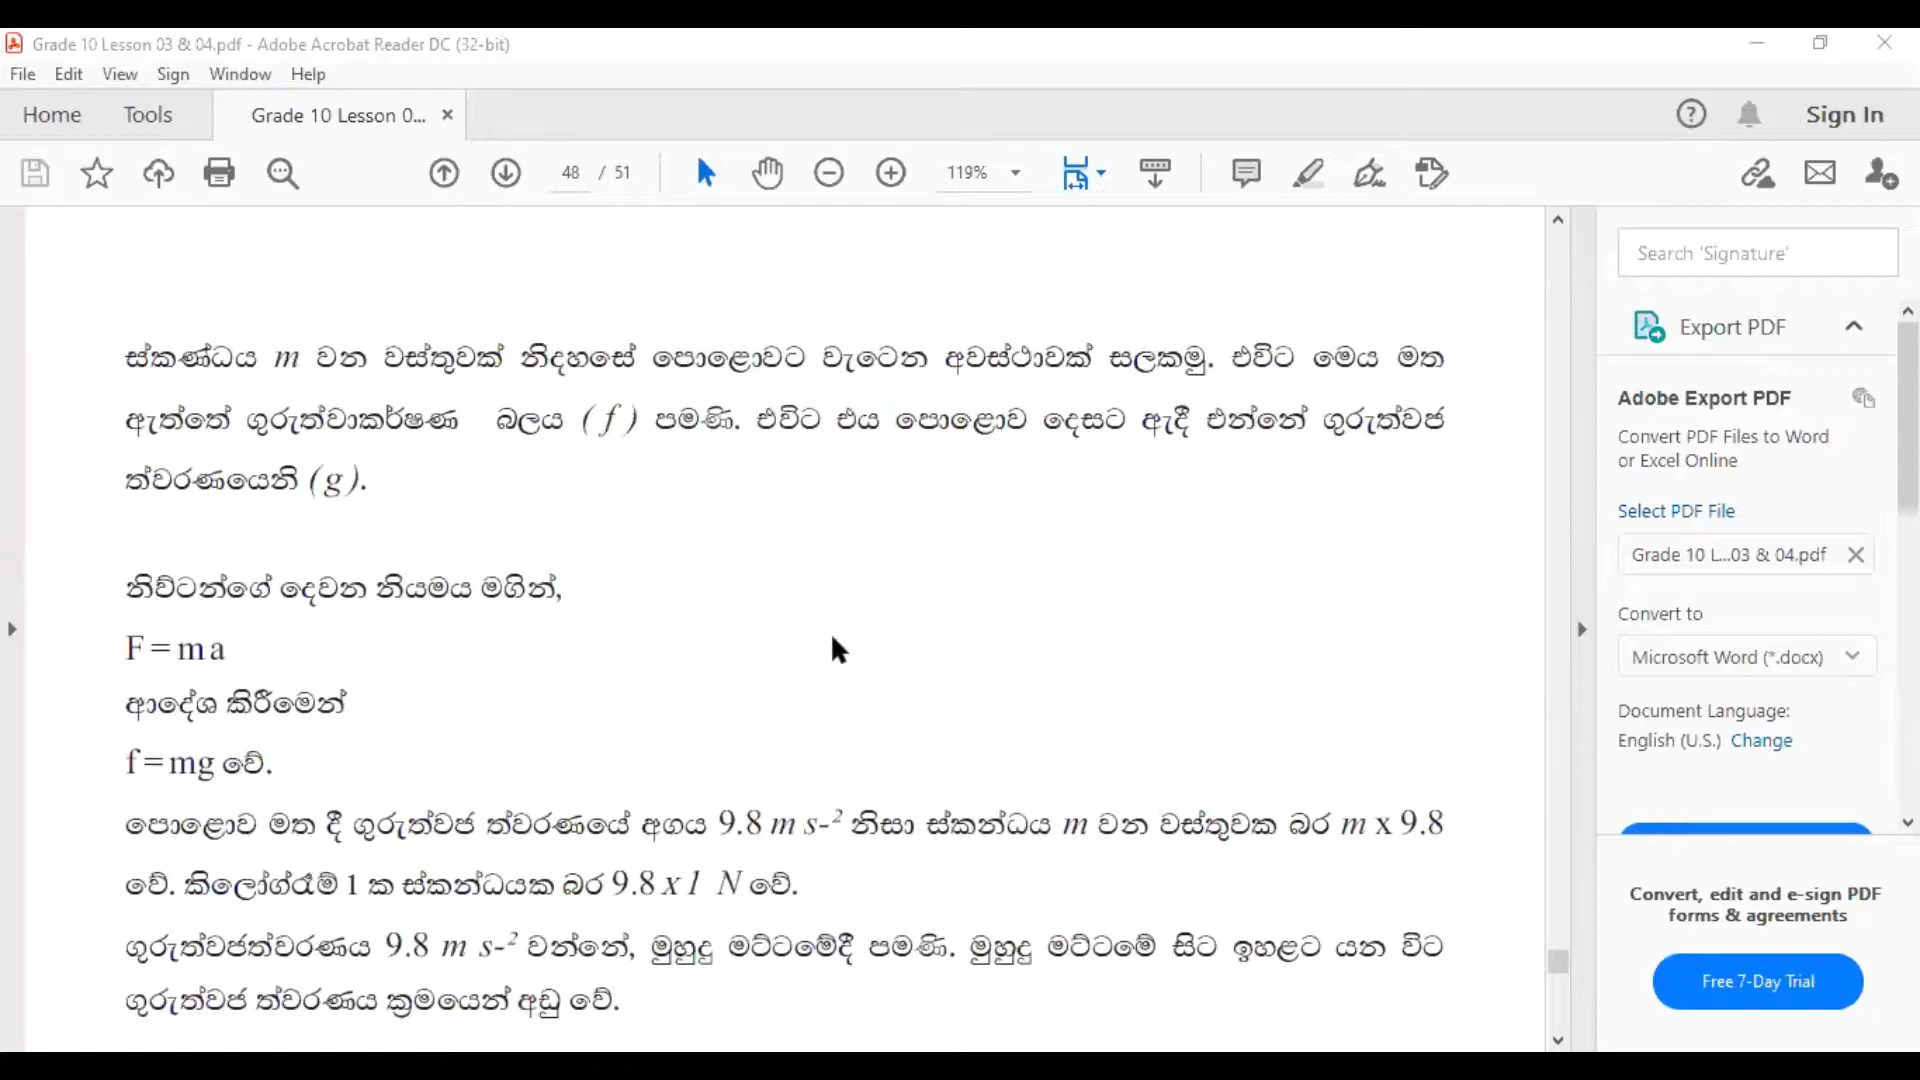 Grade 10 Lesson 03 & 04.pdf - Adobe Acrobat Reader DC (32-bit)
File Edit View Sign Window Help
Home Tools Grade 10 Lesson 0... × Sign In
48 / 51 119%
Search 'Signature'
Export PDF
Adobe Export PDF
Convert PDF Files to Word
or Excel Online
Select PDF File
Grade 10 L...03 & 04.pdf
Convert to
Microsoft Word (*.docx)
Document Language:
English (U.S.) Change
Convert, edit and e-sign PDF
forms & agreements
Free 7-Day Trial
ස්කණ්ධය m වන වස්තුවක් නිදහසේ පොළොවට වැටෙන අවස්ථාවක් සලකමු. එවිට මෙය මත
ඇත්තේ ගුරුත්වාකර්ෂණ බලය ( f ) පමණි. එවිට එය පොළොව දෙසට ඇදී එන්නේ ගුරුත්වජ
ත්වරණයෙනි ( g ).
නිව්ටන්ගේ දෙවන නියමය මගින්,
F = m a
ආදේශ කිරීමෙන්
f = mg වේ.
පොළොව මත දී ගුරුත්වජ ත්වරණයේ අගය 9.8 m s-² නිසා ස්කන්ධය m වන වස්තුවක බර m x 9.8
වේ. කිලෝග්රෑම් 1 ක ස්කන්ධයක බර 9.8 x 1 N වේ.
ගුරුත්වජත්වරණය 9.8 m s-² වන්නේ, මුහුදු මට්ටමේදී පමණි. මුහුදු මට්ටමේ සිට ඉහළට යන විට
ගුරුත්වජ ත්වරණය ක්‍රමයෙන් අඩු වේ.